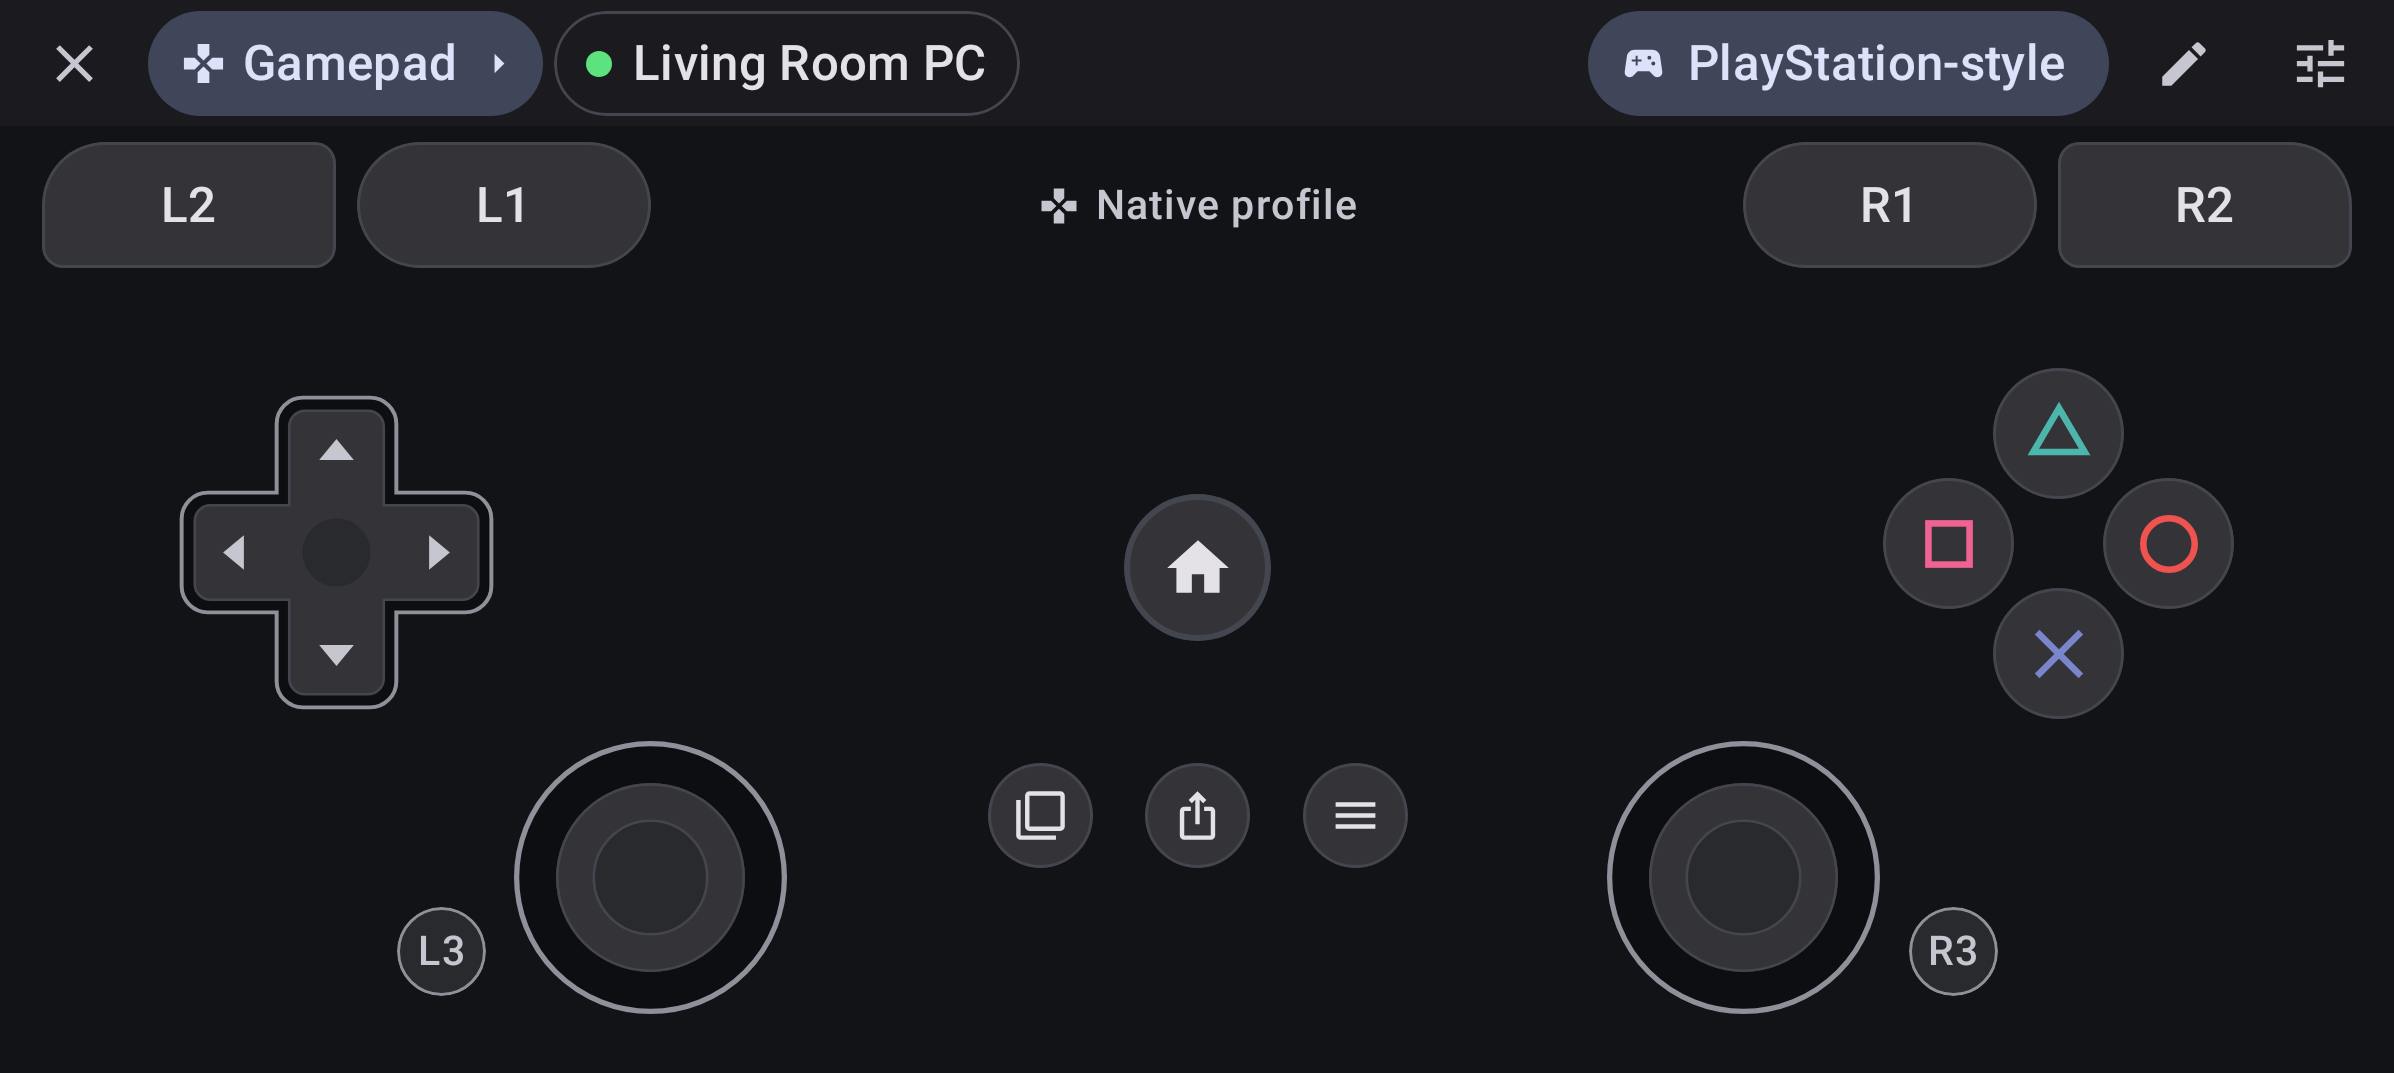 Gamepad
Living Room PC
PlayStation-style
L2
L1
Native profile
R1
R2
L3
R3